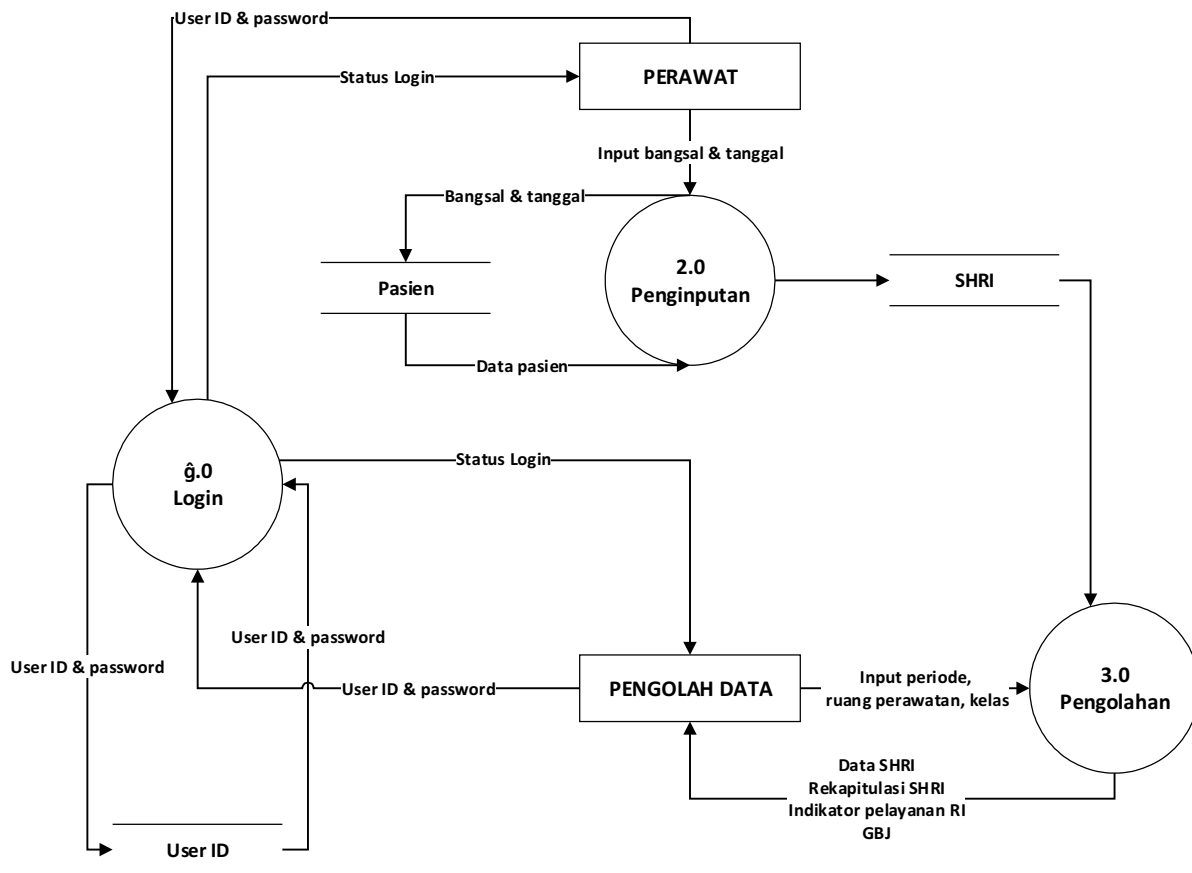 User ID & password
PERAWAT
Status Login
Input bangsal & tanggal
Bangsal & tanggal
2.0
Penginputan
Pasien
SHRI
Data pasien
ĝ.0
Login
Status Login
User ID & password
User ID & password
User ID & password
PENGOLAH DATA
Input periode,
ruang perawatan, kelas
3.0
Pengolahan
Data SHRI
Rekapitulasi SHRI
Indikator pelayanan RI
GBJ
User ID